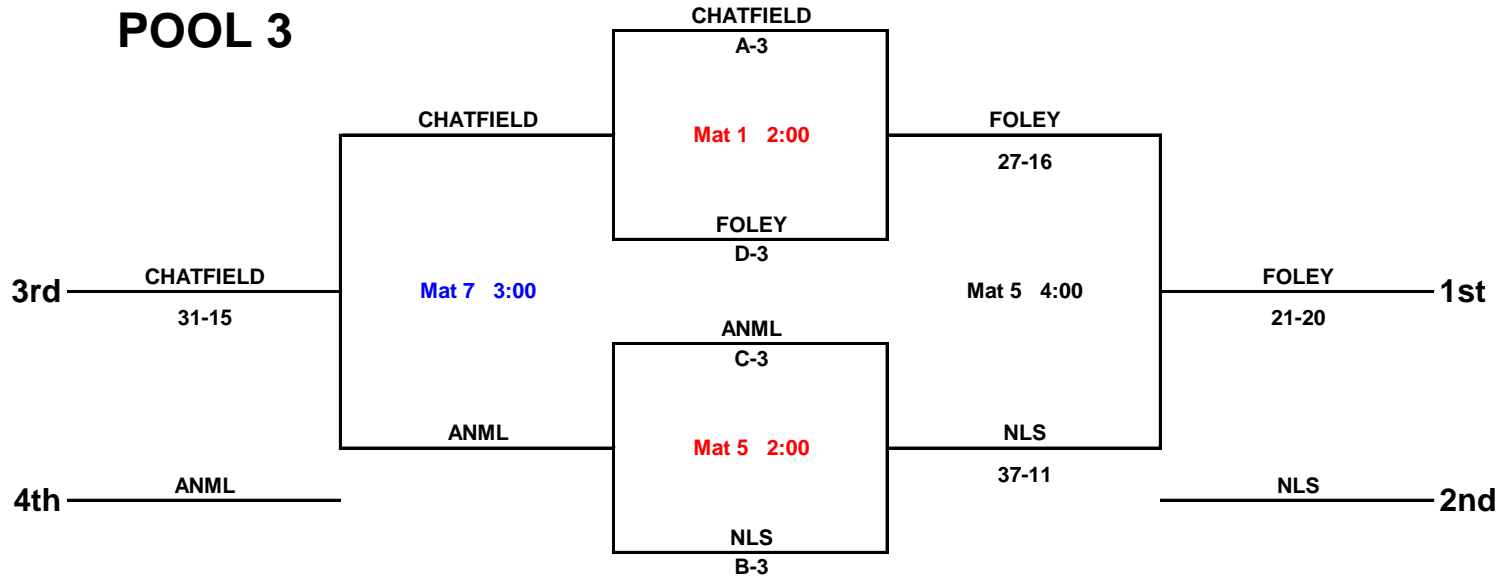 POOL 3
CHATFIELD
A-3
CHATFIELD
Mat 1 2:00
FOLEY
27-16
FOLEY
D-3
3rd
CHATFIELD
31-15
Mat 7 3:00
Mat 5 4:00
FOLEY
21-20
1st
ANML
C-3
ANML
Mat 5 2:00
NLS
37-11
4th
ANML
NLS
2nd
NLS
B-3